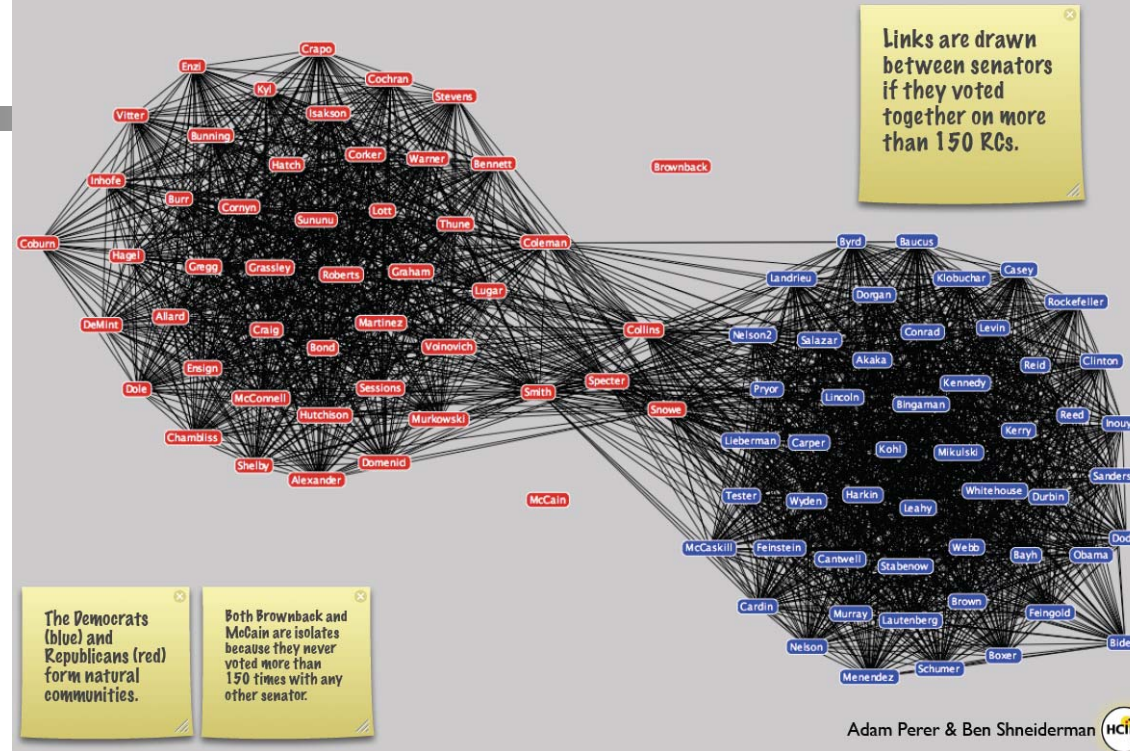 Links are drawn
between senators
if they voted
together on more
than 150 RCs.
Crapo
Enzi
Cochran
Kyl
Stevens
Vitter
Isakson
Bunning
Corker
Warner
Hatch
Bennett
Brownback
Inhofe
Burr
Cornyn
Lott
Sununu
Thune
Coburn
Coleman
Hagel
Gregg
Grassley
Roberts
Graham
Lugar
DeMint
Allard
Craig
Martinez
Bond
Voinovich
Collins
Ensign
Dole
McConnell
Sessions
Smith
Specter
Snowe
Hutchison
Murkowski
Chambliss
Shelby
Domenici
Alexander
McCain
Byrd
Baucus
Landrieu
Klobuchar
Casey
Dorgan
Rockefeller
Nelson2
Salazar
Conrad
Levin
Akaka
Reid
Clinton
Pryor
Lincoln
Kennedy
Bingaman
Reed
Inouy
Lieberman
Carper
Kerry
Kohl
Mikulski
Sanders
Tester
Wyden
Harkin
Whitehouse
Durbin
Leahy
McCaskill
Feinstein
Cantwell
Webb
Bayh
Obama
Dod
Stabenow
Cardin
Murray
Brown
Feingold
Lautenberg
Nelson
Boxer
Bide
Schumer
Menendez
The Democrats
(blue) and
Republicans (red)
form natural
communities.
Both Brownback and
McCain are isolates
because they never
voted more than
150 times with any
other senator.
Adam Perer & Ben Shneiderman
HCI